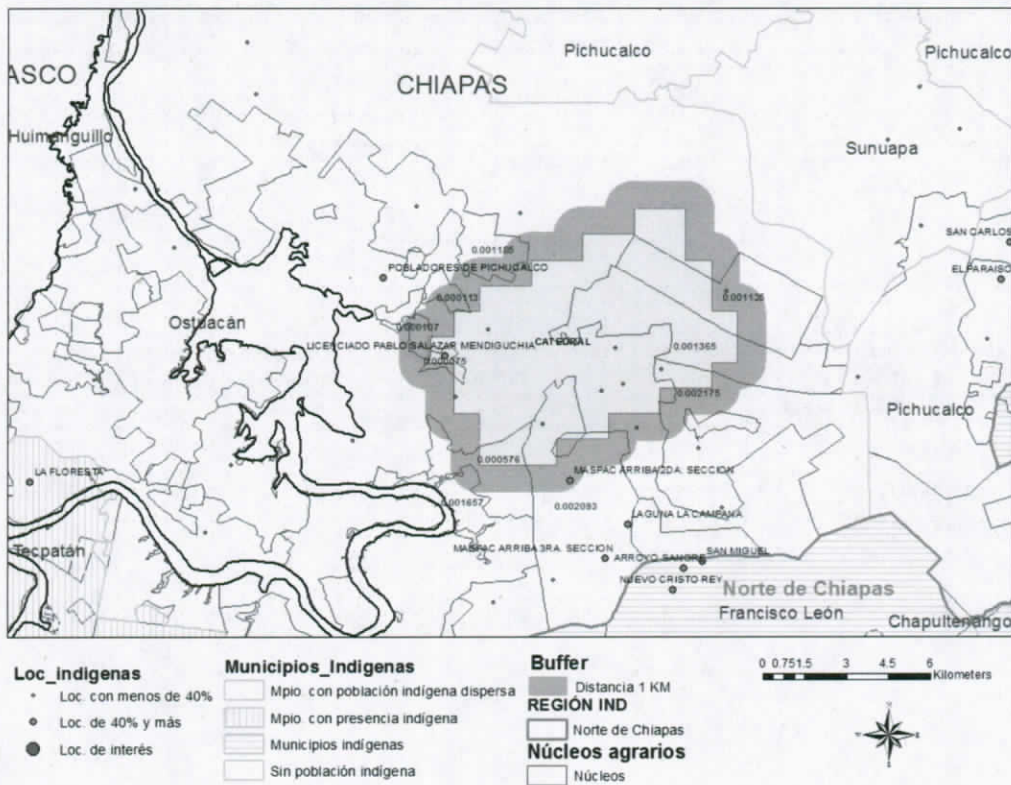 Pichucalco
Pichucalco
ASCO
CHIAPAS
Huimanguillo
Sunuapa
SAN CARLOS
0.001185
POBLADORES DE PICHUCALCO
EL PARAISO
0.000113
0.001135
0.000107
Ostuacán
LICENCIADO PABLO SALAZAR MENDIGUCHIA
CATEDRAL
0.001365
0.002175
Pichucalco
0.000576
LA FLORESTA
MASPAC ARRIBA 2DA. SECCION
0.001657
0.002093
LAGUNA LA CAMPANA
Tecpatán
MASPAC ARRIBA 3RA. SECCION
ARROYO SANGRE
SAN MIGUEL
NUEVO CRISTO REY
Norte de Chiapas
Francisco León
Chapultenango
Loc_indigenas
Loc. con menos de 40%
Loc. de 40% y más
Loc. de interés
Municipios_Indigenas
Mpio. con población indígena dispersa
Mpio. con presencia indígena
Municipios indígenas
Sin población indígena
Buffer
Distancia 1 KM
REGIÓN IND
Norte de Chiapas
Núcleos agrarios
Núcleos
0 0.751.5 3 4.5 6
Kilometers